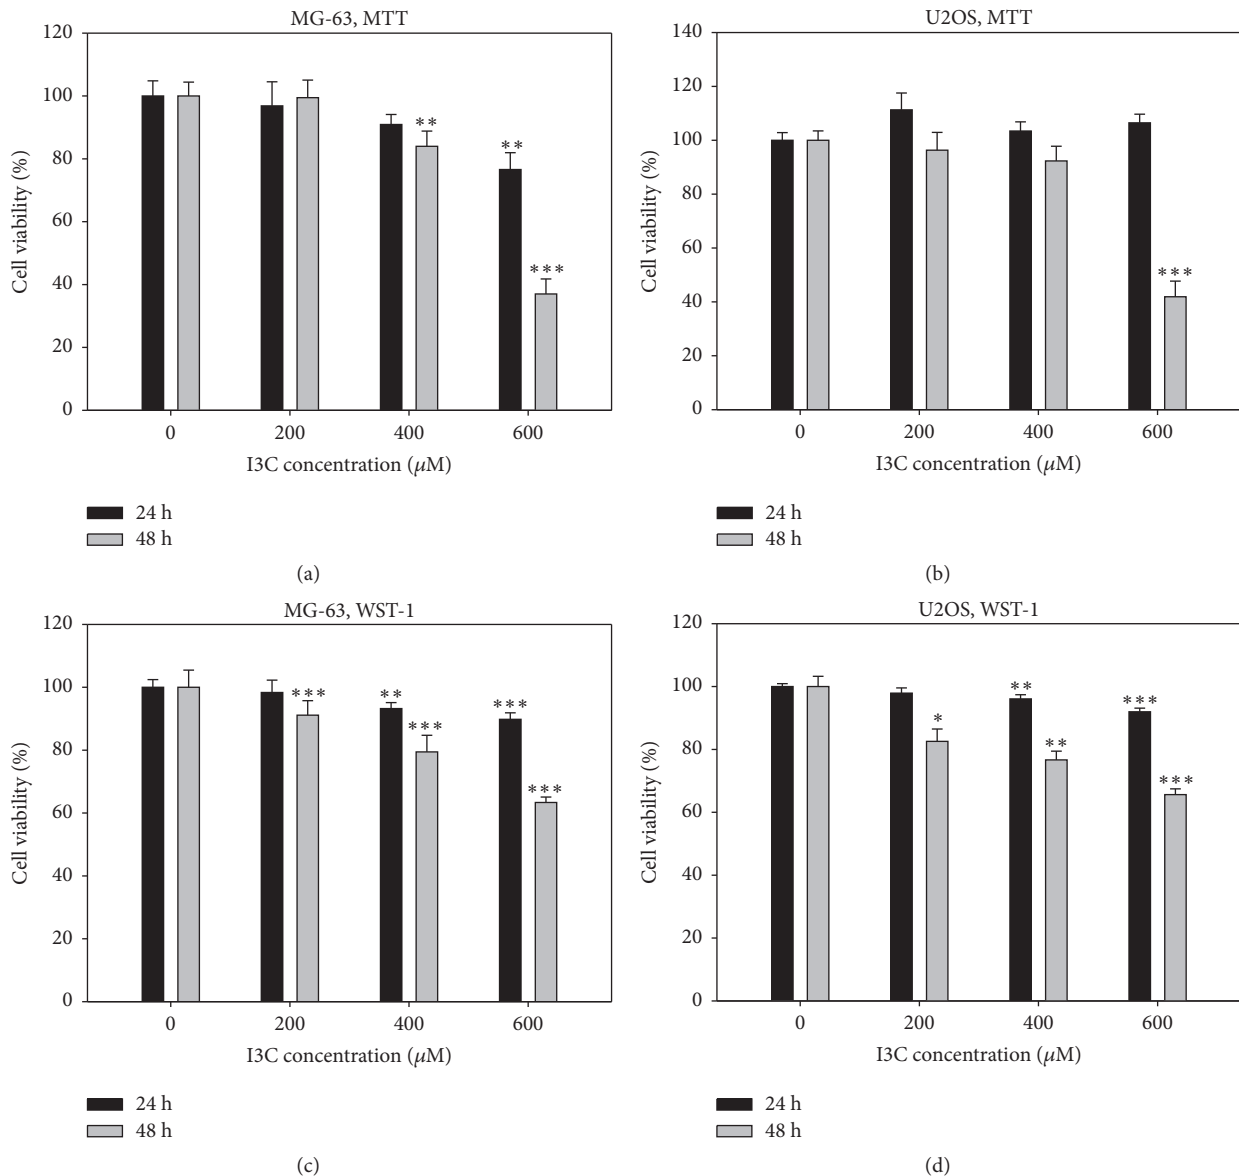 MG-63, MTT
120
100
80
60
40
20
0
Cell viability (%)
**
**
***
0 200 400 600
I3C concentration (μM)
24 h
48 h
(a)
U2OS, MTT
140
120
100
80
60
40
20
0
Cell viability (%)
***
0 200 400 600
I3C concentration (μM)
24 h
48 h
(b)
MG-63, WST-1
120
100
80
60
40
20
0
Cell viability (%)
***
**
***
***
***
0 200 400 600
I3C concentration (μM)
24 h
48 h
(c)
U2OS, WST-1
120
100
80
60
40
20
0
Cell viability (%)
*
**
**
***
***
0 200 400 600
I3C concentration (μM)
24 h
48 h
(d)